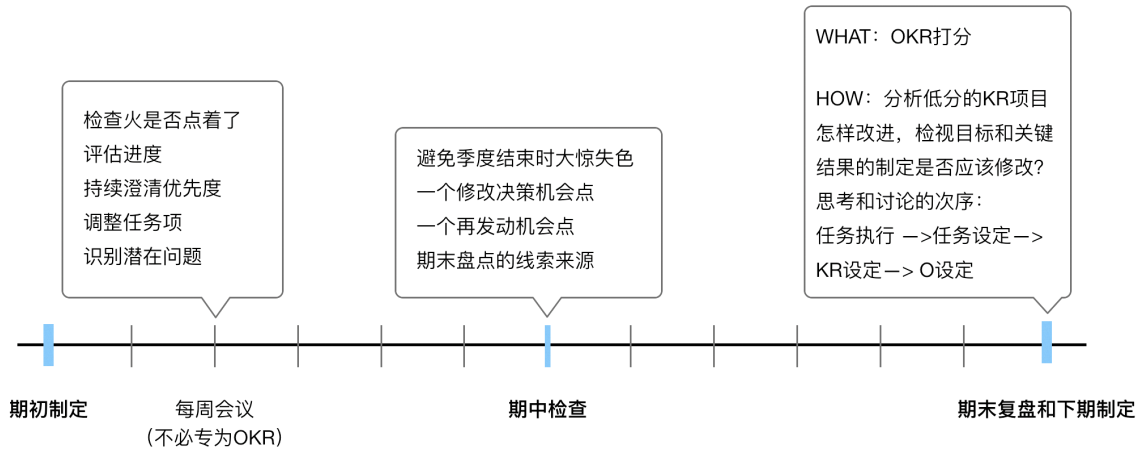 检查火是否点着了
评估进度
持续澄清优先度
调整任务项
识别潜在问题
避免季度结束时大惊失色
一个修改决策机会点
一个再发动机会点
期末盘点的线索来源
WHAT：OKR打分
HOW：分析低分的KR项目
怎样改进，检视目标和关键
结果的制定是否应该修改?
思考和讨论的次序：
任务执行 —>任务设定—>
KR设定—> O设定
期初制定
每周会议
（不必专为OKR）
期中检查
期末复盘和下期制定